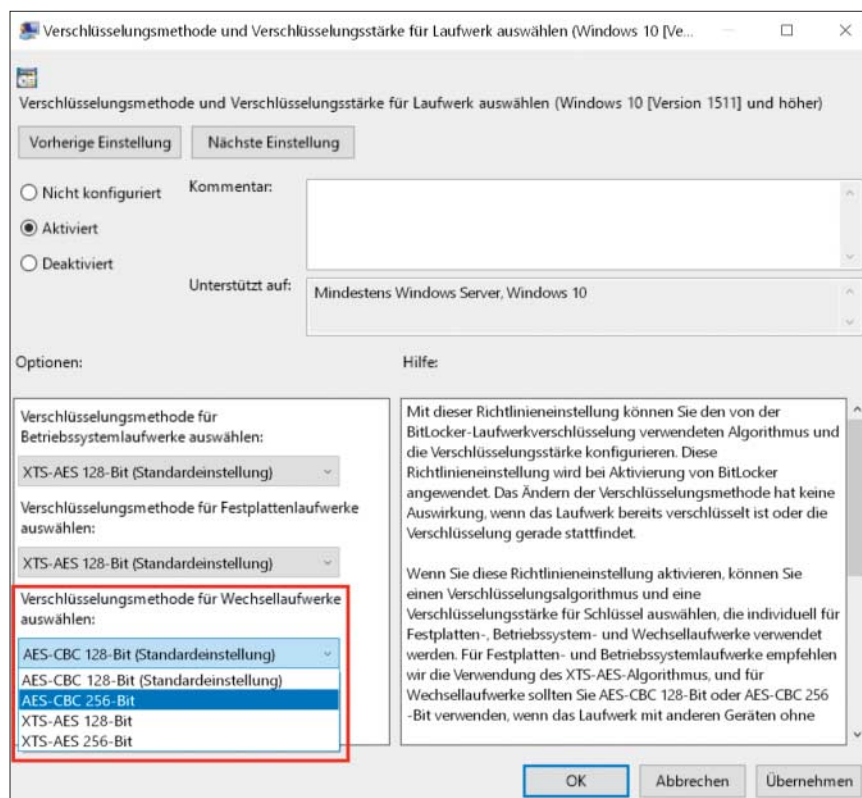 Verschlüsselungsmethode und Verschlüsselungsstärke für Laufwerk auswählen (Windows 10 [Ve...
Verschlüsselungsmethode und Verschlüsselungsstärke für Laufwerk auswählen (Windows 10 [Version 1511] und höher)
Vorherige Einstellung
Nächste Einstellung
Nicht konfiguriert
Aktiviert
Deaktiviert
Kommentar:
Unterstützt auf:
Mindestens Windows Server, Windows 10
Optionen:
Hilfe:
Verschlüsselungsmethode für
Betriebssystemlaufwerke auswählen:
XTS-AES 128-Bit (Standardeinstellung)
Verschlüsselungsmethode für Festplattenlaufwerke
auswählen:
XTS-AES 128-Bit (Standardeinstellung)
Verschlüsselungsmethode für Wechsellaufwerke
auswählen:
AES-CBC 128-Bit (Standardeinstellung)
AES-CBC 128-Bit (Standardeinstellung)
AES-CBC 256-Bit
XTS-AES 128-Bit
XTS-AES 256-Bit
Mit dieser Richtlinieneinstellung können Sie den von der
BitLocker-Laufwerkverschlüsselung verwendeten Algorithmus und
die Verschlüsselungsstärke konfigurieren. Diese
Richtlinieneinstellung wird bei Aktivierung von BitLocker
angewendet. Das Ändern der Verschlüsselungsmethode hat keine
Auswirkung, wenn das Laufwerk bereits verschlüsselt ist oder die
Verschlüsselung gerade stattfindet.
Wenn Sie diese Richtlinieneinstellung aktivieren, können Sie
einen Verschlüsselungsalgorithmus und eine
Verschlüsselungsstärke für Schlüssel auswählen, die individuell für
Festplatten-, Betriebssystem- und Wechsellaufwerke verwendet
werden. Für Festplatten- und Betriebssystemlaufwerke empfehlen
wir die Verwendung des XTS-AES-Algorithmus, und für
Wechsellaufwerke sollten Sie AES-CBC 128-Bit oder AES-CBC 256
-Bit verwenden, wenn das Laufwerk mit anderen Geräten ohne
OK
Abbrechen
Übernehmen